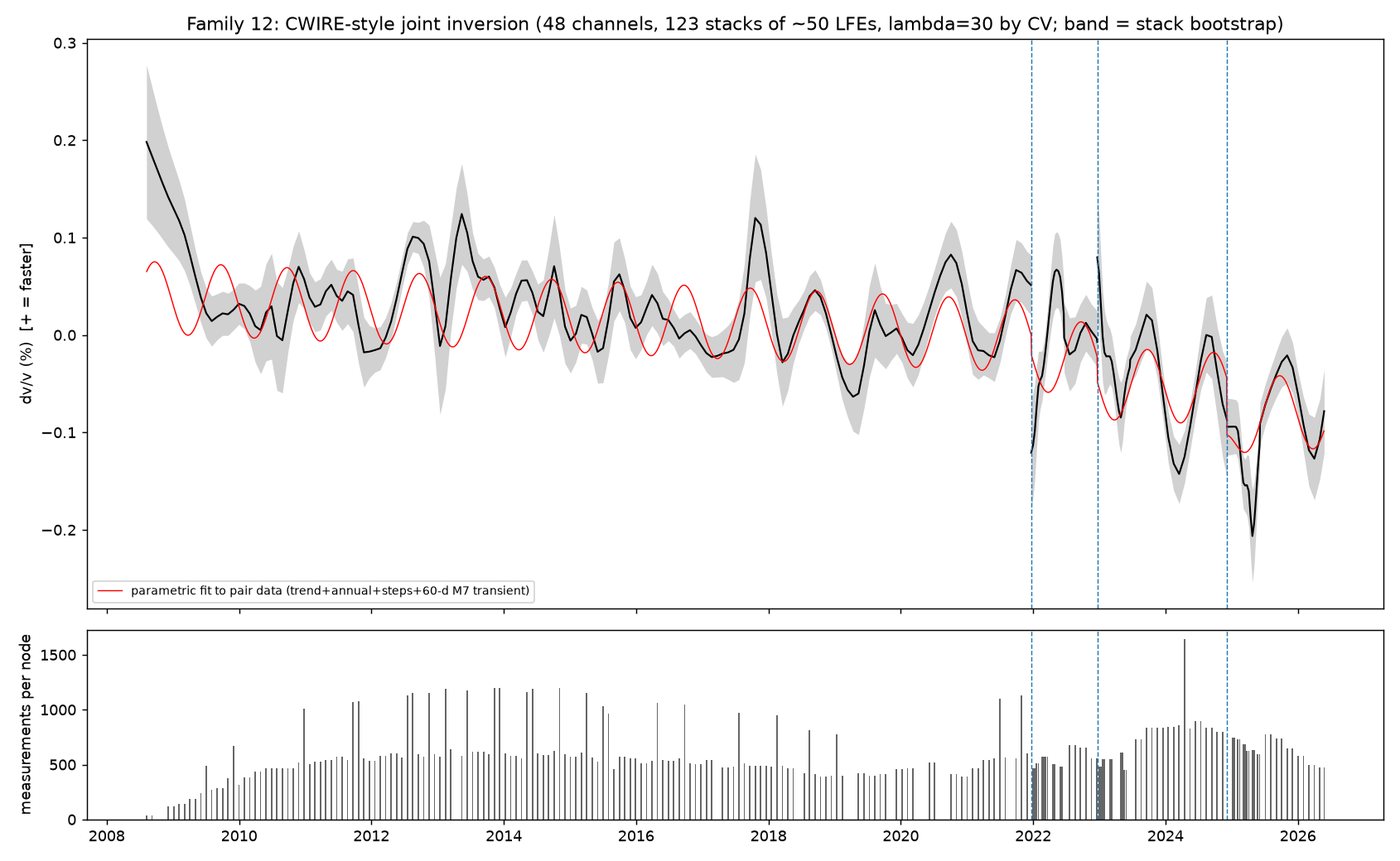 Family 12: CWIRE-style joint inversion (48 channels, 123 stacks of ~50 LFEs, lambda=30 by CV; band = stack bootstrap)
0.3
0.2
0.1
0.0
−0.1
−0.2
dv/v (%)  [+ = faster]
parametric fit to pair data (trend+annual+steps+60-d M7 transient)
1500
1000
500
0
measurements per node
2008 2010 2012 2014 2016 2018 2020 2022 2024 2026